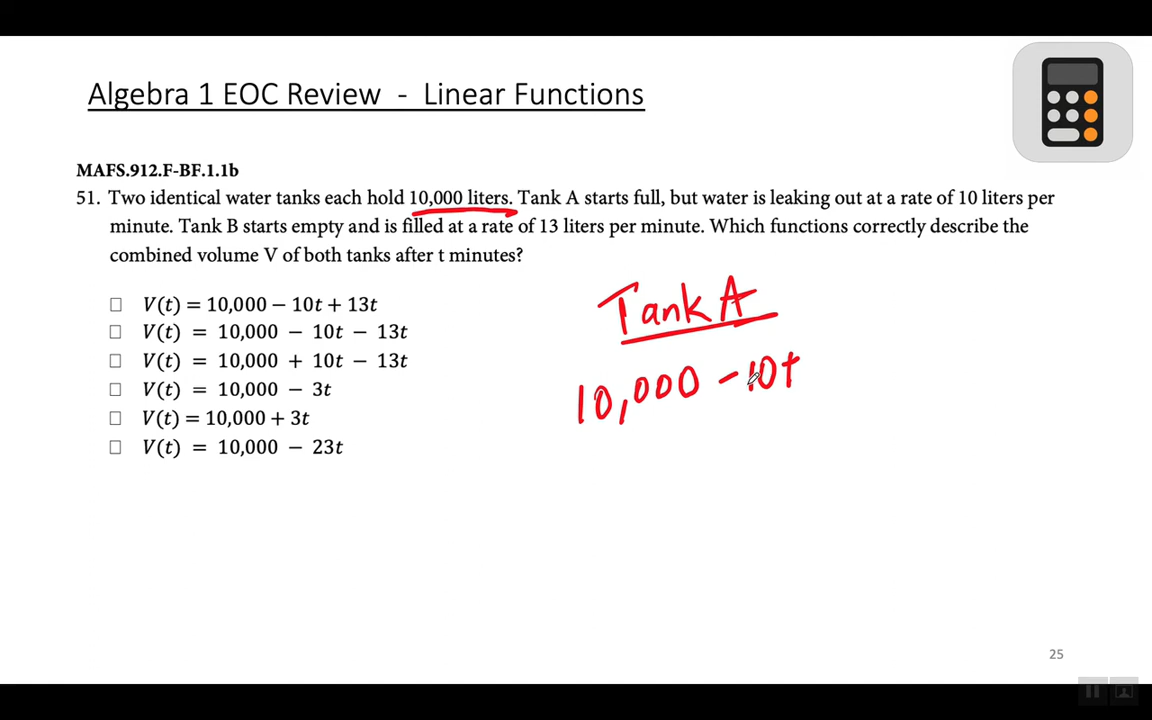 Algebra 1 EOC Review - Linear Functions
MAFS.912.F-BF.1.1b
51. Two identical water tanks each hold 10,000 liters. Tank A starts full, but water is leaking out at a rate of 10 liters per
minute. Tank B starts empty and is filled at a rate of 13 liters per minute. Which functions correctly describe the
combined volume V of both tanks after t minutes?
□ V(t) = 10,000 − 10t + 13t
□ V(t) = 10,000 − 10t − 13t
□ V(t) = 10,000 + 10t − 13t
□ V(t) = 10,000 − 3t
□ V(t) = 10,000 + 3t
□ V(t) = 10,000 − 23t
Tank A
10,000 − 10t
25